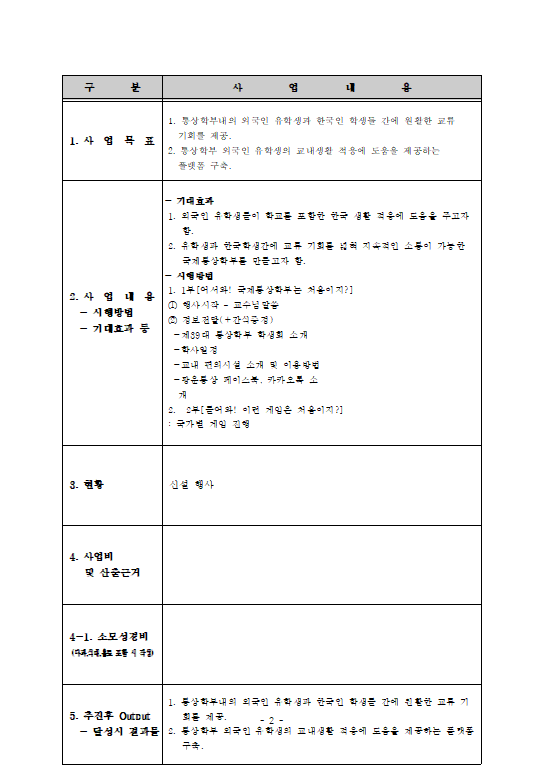 구 분 사 업 내 용
1. 사 업 목 표
1. 통상학부내의 외국인 유학생과 한국인 학생들 간에 원활한 교류
기회를 제공.
2. 통상학부 외국인 유학생의 교내생활 적응에 도움을 제공하는
플랫폼 구축.
2. 사 업 내 용
- 시행방법
- 기대효과 등
- 기대효과
1. 외국인 유학생들이 학교를 포함한 한국 생활 적응에 도움을 주고자
함.
2. 유학생과 한국학생간에 교류 기회를 넓혀 지속적인 소통이 가능한
국제통상학부를 만들고자 함.
- 시행방법
1. 1부[어서와! 국제통상학부는 처음이지?]
① 행사시작 - 교수님말씀
② 정보전달(+간식증정)
-제39대 통상학부 학생회 소개
-학사일정
-교내 편의시설 소개 및 이용방법
-광운통상 페이스북, 카카오톡 소
개
2. 2부[들어와! 이런 게임은 처음이지?]
: 국가별 게임 진행
3. 현황
신설 행사
4. 사업비
및 산출근거
4-1. 소모성경비
5. 추진후 Output
- 달성시 결과물
1. 통상학부내의 외국인 유학생과 한국인 학생들 간에 원활한 교류 기
회를 제공.
- 2 -
2. 통상학부 외국인 유학생의 교내생활 적응에 도움을 제공하는 플랫폼
구축.